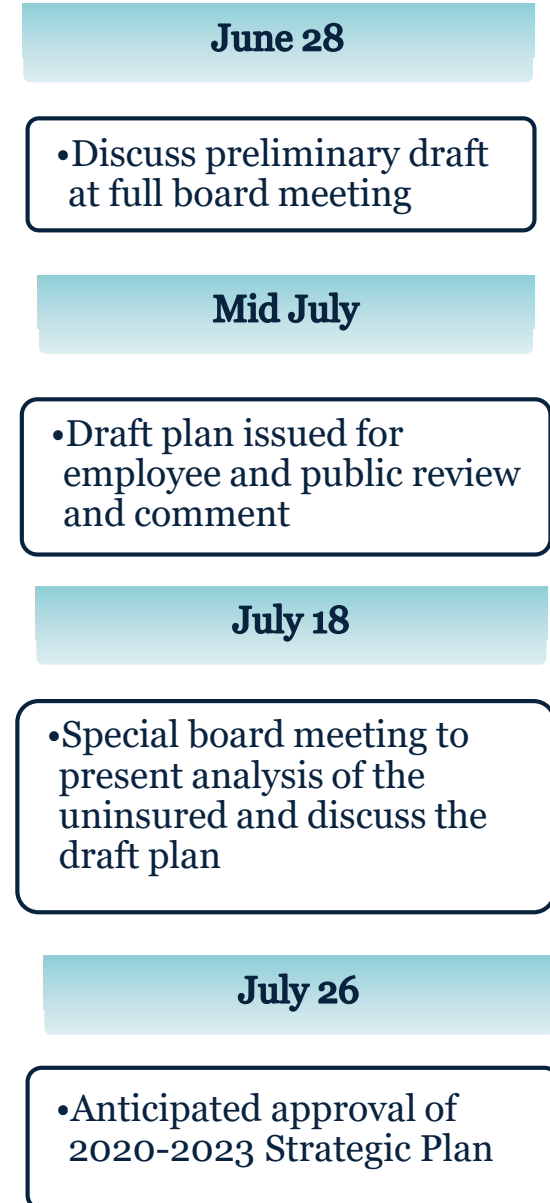 June 28
•Discuss preliminary draft
at full board meeting
Mid July
•Draft plan issued for
employee and public review
and comment
July 18
•Special board meeting to
present analysis of the
uninsured and discuss the
draft plan
July 26
•Anticipated approval of
2020-2023 Strategic Plan